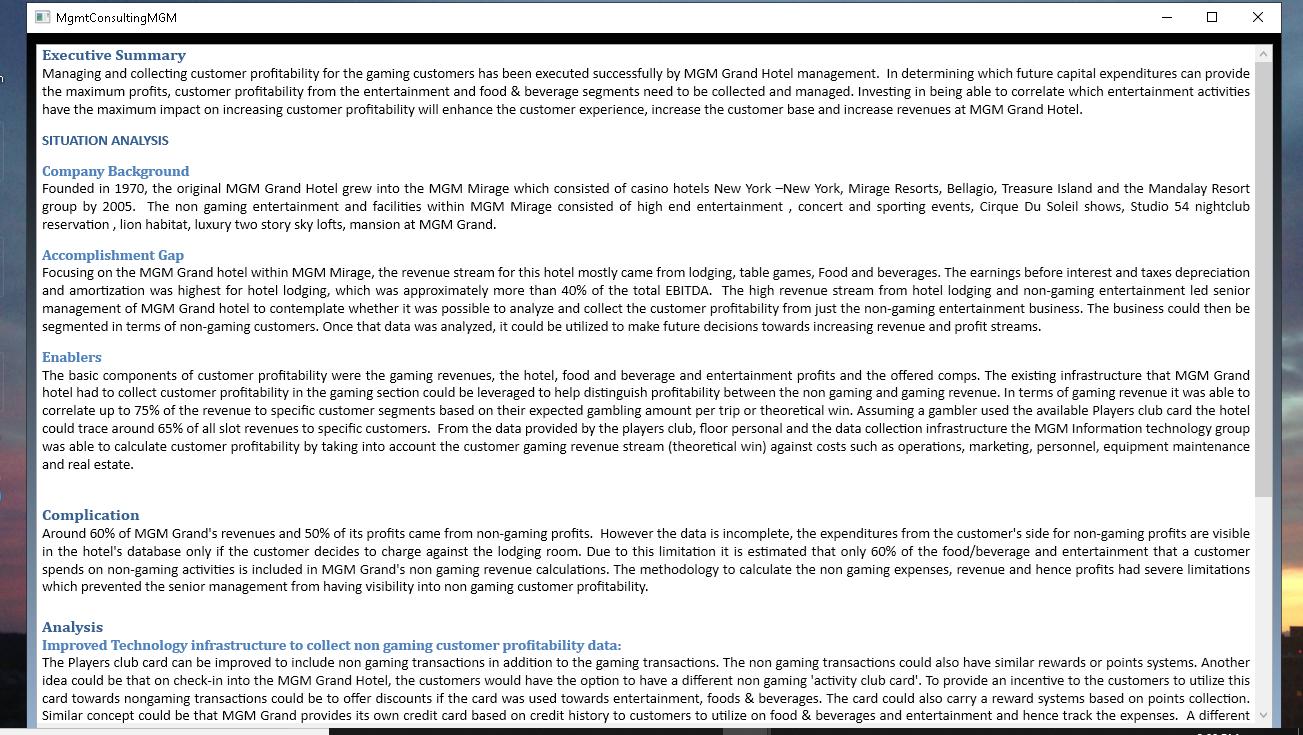 MgmtConsultingMGM
Executive Summary
Managing and collecting customer profitability for the gaming customers has been executed successfully by MGM Grand Hotel management.  In determining which future capital expenditures can provide
the maximum profits, customer profitability from the entertainment and food & beverage segments need to be collected and managed. Investing in being able to correlate which entertainment activities
have the maximum impact on increasing customer profitability will enhance the customer experience, increase the customer base and increase revenues at MGM Grand Hotel.
SITUATION ANALYSIS
Company Background
Founded in 1970, the original MGM Grand Hotel grew into the MGM Mirage which consisted of casino hotels New York –New York, Mirage Resorts, Bellagio, Treasure Island and the Mandalay Resort
group by 2005.  The non gaming entertainment and facilities within MGM Mirage consisted of high end entertainment , concert and sporting events, Cirque Du Soleil shows, Studio 54 nightclub
reservation , lion habitat, luxury two story sky lofts, mansion at MGM Grand.
Accomplishment Gap
Focusing on the MGM Grand hotel within MGM Mirage, the revenue stream for this hotel mostly came from lodging, table games, Food and beverages. The earnings before interest and taxes depreciation
and amortization was highest for hotel lodging, which was approximately more than 40% of the total EBITDA.  The high revenue stream from hotel lodging and non-gaming entertainment led senior
management of MGM Grand hotel to contemplate whether it was possible to analyze and collect the customer profitability from just the non-gaming entertainment business. The business could then be
segmented in terms of non-gaming customers. Once that data was analyzed, it could be utilized to make future decisions towards increasing revenue and profit streams.
Enablers
The basic components of customer profitability were the gaming revenues, the hotel, food and beverage and entertainment profits and the offered comps. The existing infrastructure that MGM Grand
hotel had to collect customer profitability in the gaming section could be leveraged to help distinguish profitability between the non gaming and gaming revenue. In terms of gaming revenue it was able to
correlate up to 75% of the revenue to specific customer segments based on their expected gambling amount per trip or theoretical win. Assuming a gambler used the available Players club card the hotel
could trace around 65% of all slot revenues to specific customers.  From the data provided by the players club, floor personal and the data collection infrastructure the MGM Information technology group
was able to calculate customer profitability by taking into account the customer gaming revenue stream (theoretical win) against costs such as operations, marketing, personnel, equipment maintenance
and real estate.
Complication
Around 60% of MGM Grand's revenues and 50% of its profits came from non-gaming profits.  However the data is incomplete, the expenditures from the customer's side for non-gaming profits are visible
in the hotel's database only if the customer decides to charge against the lodging room. Due to this limitation it is estimated that only 60% of the food/beverage and entertainment that a customer
spends on non-gaming activities is included in MGM Grand's non gaming revenue calculations. The methodology to calculate the non gaming expenses, revenue and hence profits had severe limitations
which prevented the senior management from having visibility into non gaming customer profitability.
Analysis
Improved Technology infrastructure to collect non gaming customer profitability data:
The Players club card can be improved to include non gaming transactions in addition to the gaming transactions. The non gaming transactions could also have similar rewards or points systems. Another
idea could be that on check-in into the MGM Grand Hotel, the customers would have the option to have a different non gaming 'activity club card'. To provide an incentive to the customers to utilize this
card towards nongaming transactions could be to offer discounts if the card was used towards entertainment, foods & beverages. The card could also carry a reward systems based on points collection.
Similar concept could be that MGM Grand provides its own credit card based on credit history to customers to utilize on food & beverages and entertainment and hence track the expenses.  A different